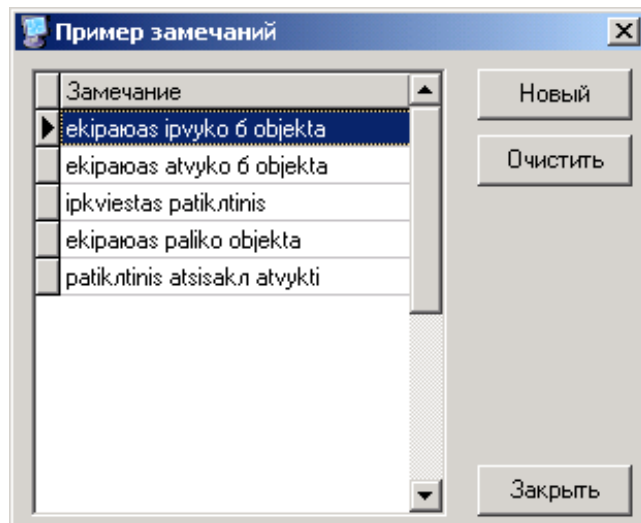 Пример замечаний
Замечание
Новый
ekipaюas ipvyko б objekta
Очистить
ekipaюas atvyko б objekta
ipkviestas patikлtinis
ekipaюas paliko objekta
patikлtinis atsisakл atvykti
Закрыть